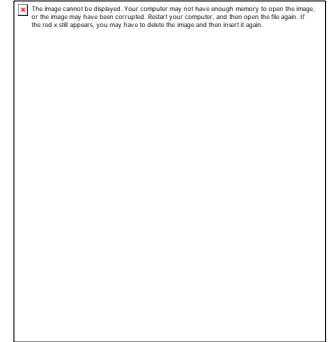 The image cannot be displayed. Your computer may not have enough memory to open the image,
or the image may have been corrupted. Restart your computer, and then open the file again. If
the red x still appears, you may have to delete the image and then insert it again.